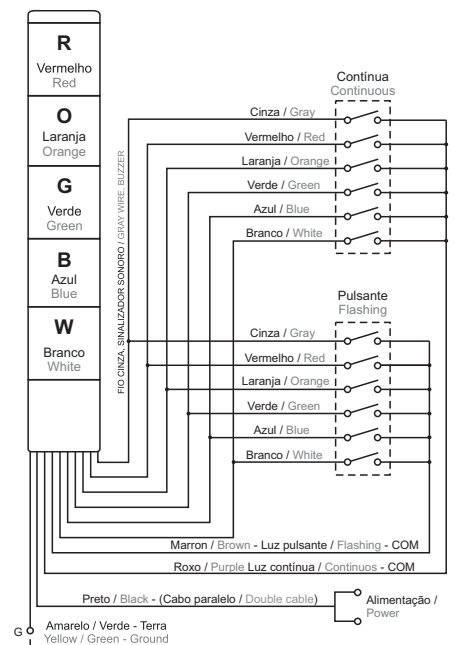 R
Vermelho
Red
O
Laranja
Orange
G
Verde
Green
B
Azul
Blue
W
Branco
White
FIO CINZA, SINALIZADOR SONORO / GRAY WIRE, BUZZER
Contínua
Continuous
Cinza / Gray
Vermelho / Red
Laranja / Orange
Verde / Green
Azul / Blue
Branco / White
Pulsante
Flashing
Cinza / Gray
Vermelho / Red
Laranja / Orange
Verde / Green
Azul / Blue
Branco / White
Marron / Brown - Luz pulsante / Flashing - COM
Roxo / Purple Luz contínua / Continuos - COM
Preto / Black - (Cabo paralelo / Double cable)
Alimentação /
Power
G
Amarelo / Verde - Terra
Yellow / Green - Ground